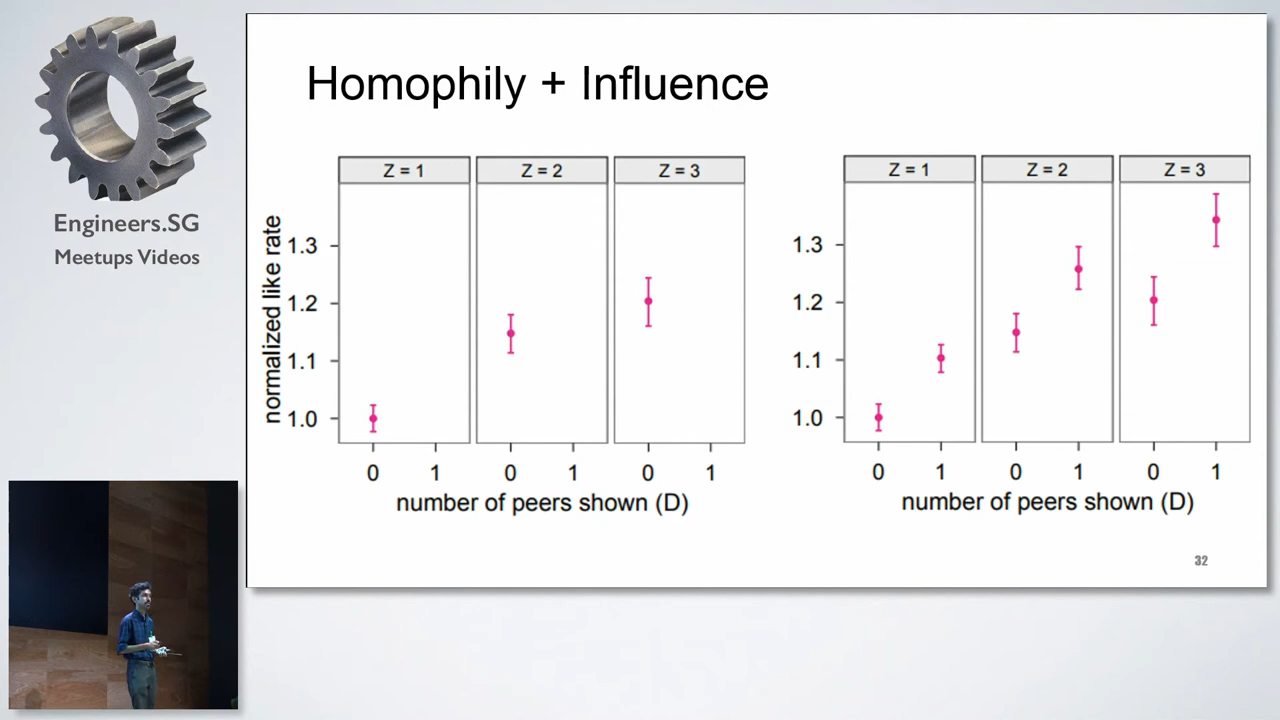 Engineers.SG
Meetups Videos
Homophily + Influence
Z = 1
Z = 2
Z = 3
normalized like rate
1.3
1.2
1.1
1.0
0
1
0
1
0
1
number of peers shown (D)
Z = 1
Z = 2
Z = 3
1.3
1.2
1.1
1.0
0
1
0
1
0
1
number of peers shown (D)
32